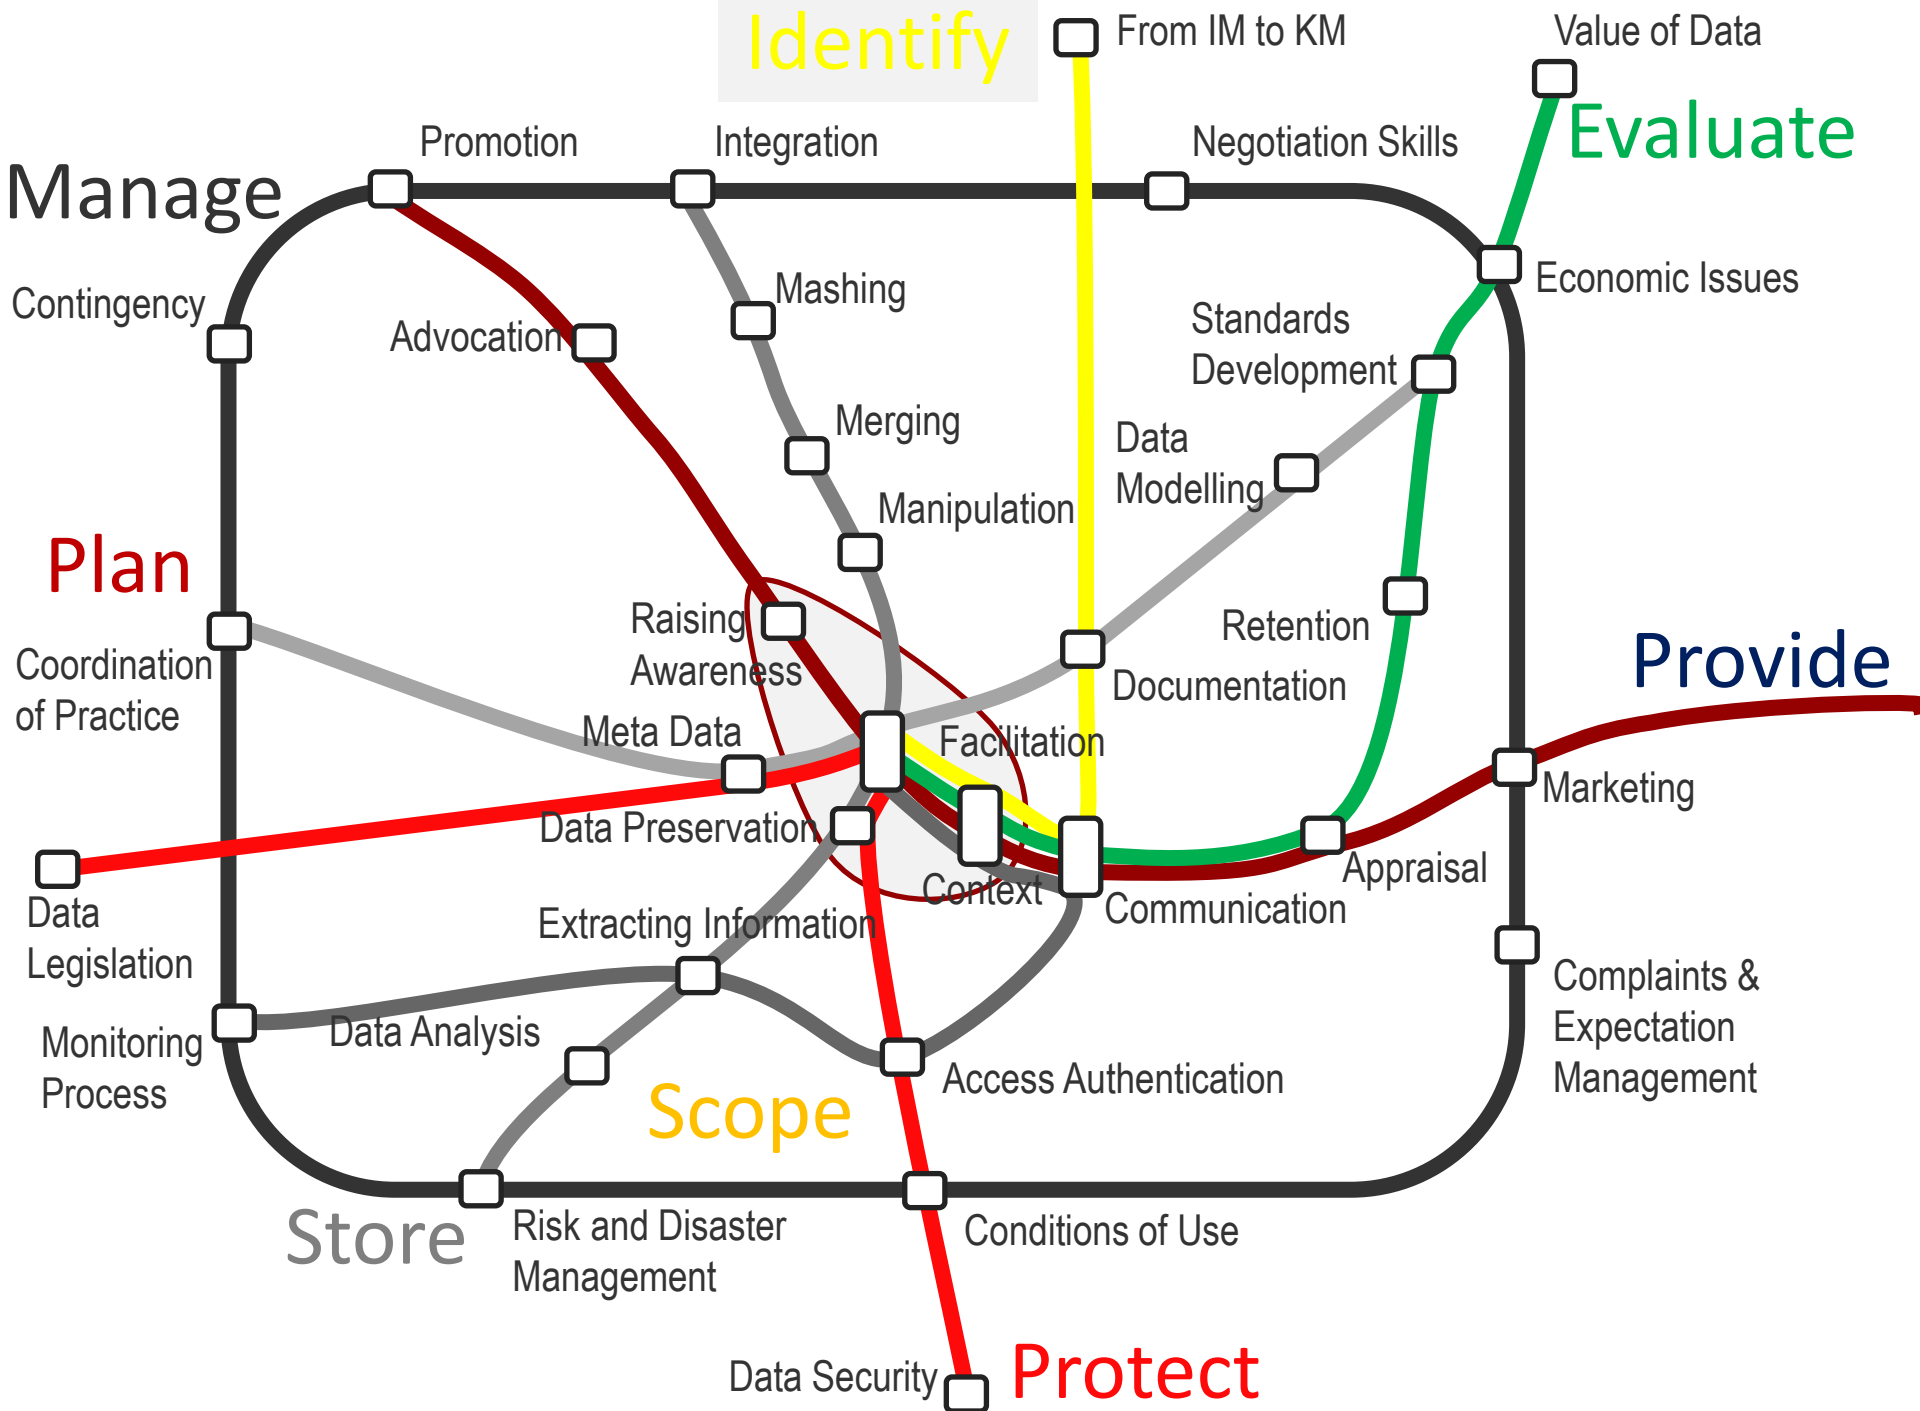 Identify
From IM to KM
Value of Data
Evaluate
Promotion
Integration
Negotiation Skills
Manage
Economic Issues
Mashing
Contingency
Advocation
Standards
Development
Merging
Data
Modelling
Manipulation
Plan
Raising
Awareness
Retention
Provide
Coordination
of Practice
Documentation
Meta Data
Facilitation
Marketing
Data Preservation
Appraisal
Context
Communication
Data
Legislation
Extracting Information
Complaints &
Expectation
Management
Monitoring
Process
Data Analysis
Access Authentication
Scope
Store
Risk and Disaster
Management
Conditions of Use
Data Security
Protect